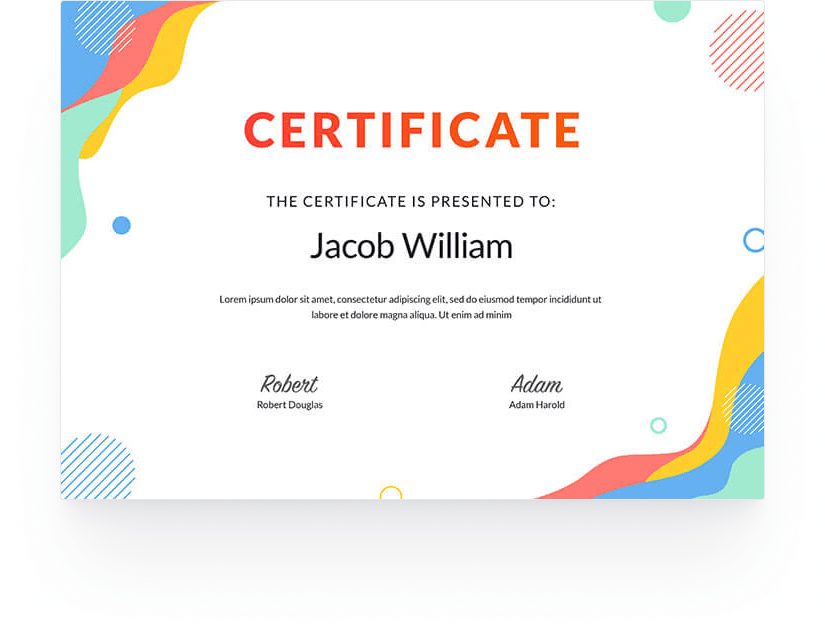 CERTIFICATE
THE CERTIFICATE IS PRESENTED TO:
Jacob William
Lorem ipsum dolor sit amet, consectetur adipiscing elit, sed do eiusmod tempor incididunt ut
labore et dolore magna aliqua. Ut enim ad minim
Robert Adam
Robert Douglas Adam Harold